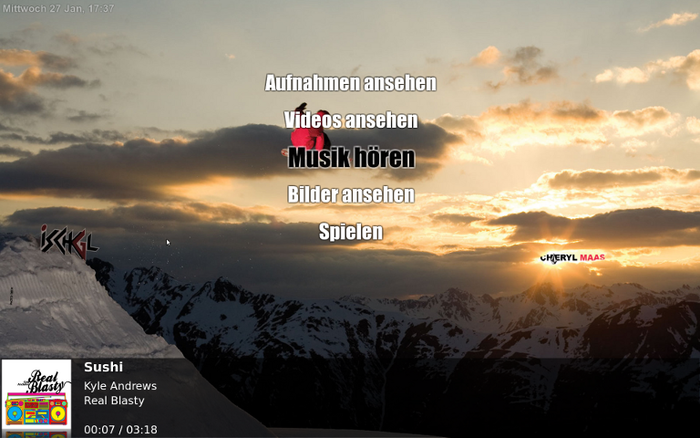 Mittwoch 27 Jan, 17:37
Aufnahmen ansehen
Videos ansehen
Musik hören
Bilder ansehen
Spielen
iSCHGL
CHERYL MAAS
Real
Blasty
Sushi
Kyle Andrews
Real Blasty
00:07 / 03:18